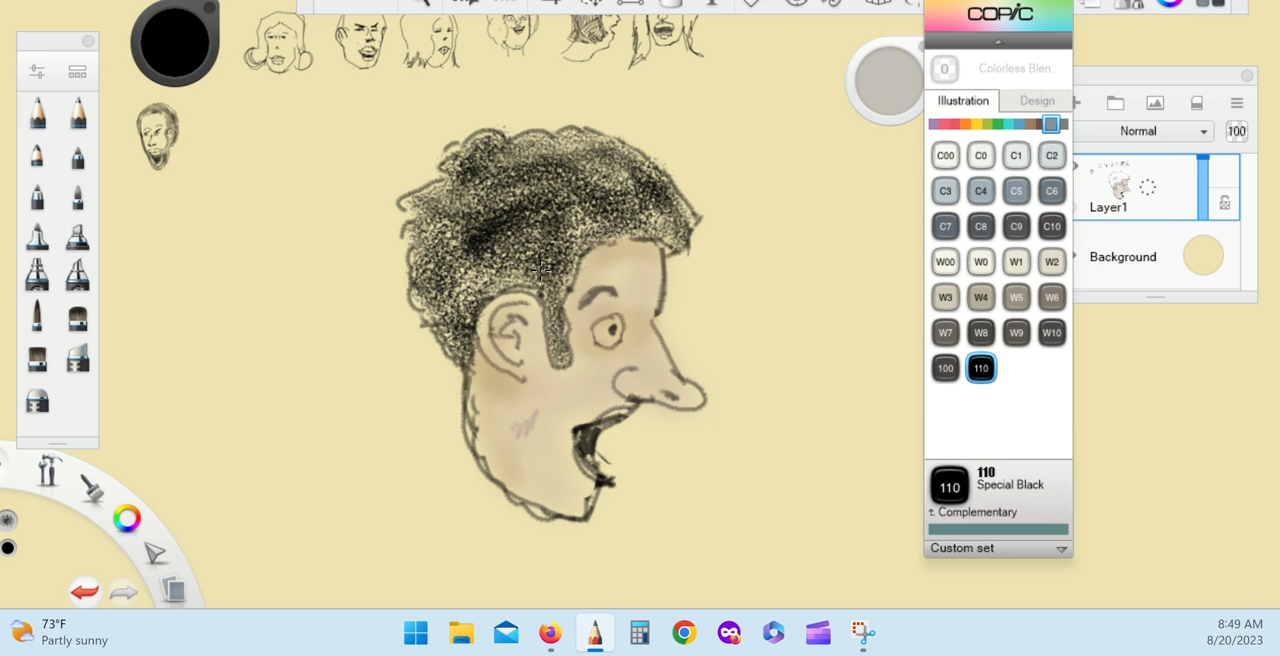 COPIC
0 Colorless Blen..
Illustration Design
C00 C0 C1 C2
C3 C4 C5 C6
C7 C8 C9 C10
W00 W0 W1 W2
W3 W4 W5 W6
W7 W8 W9 W10
100 110
110 110
Special Black
Complementary
Custom set
Normal 100
Layer1
Background
73°F
Partly sunny
8:49 AM
8/20/2023